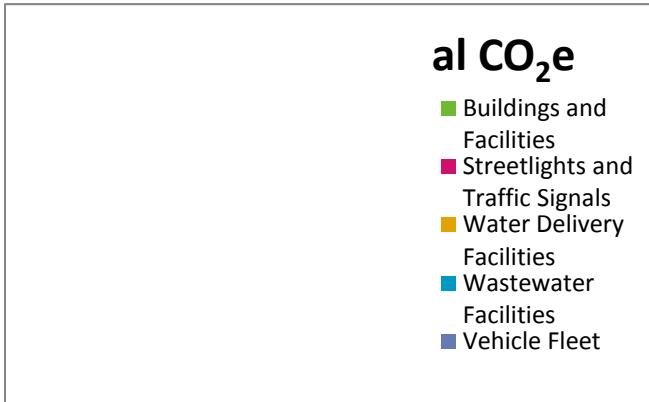 al CO₂e
Buildings and
Facilities
Streetlights and
Traffic Signals
Water Delivery
Facilities
Wastewater
Facilities
Vehicle Fleet